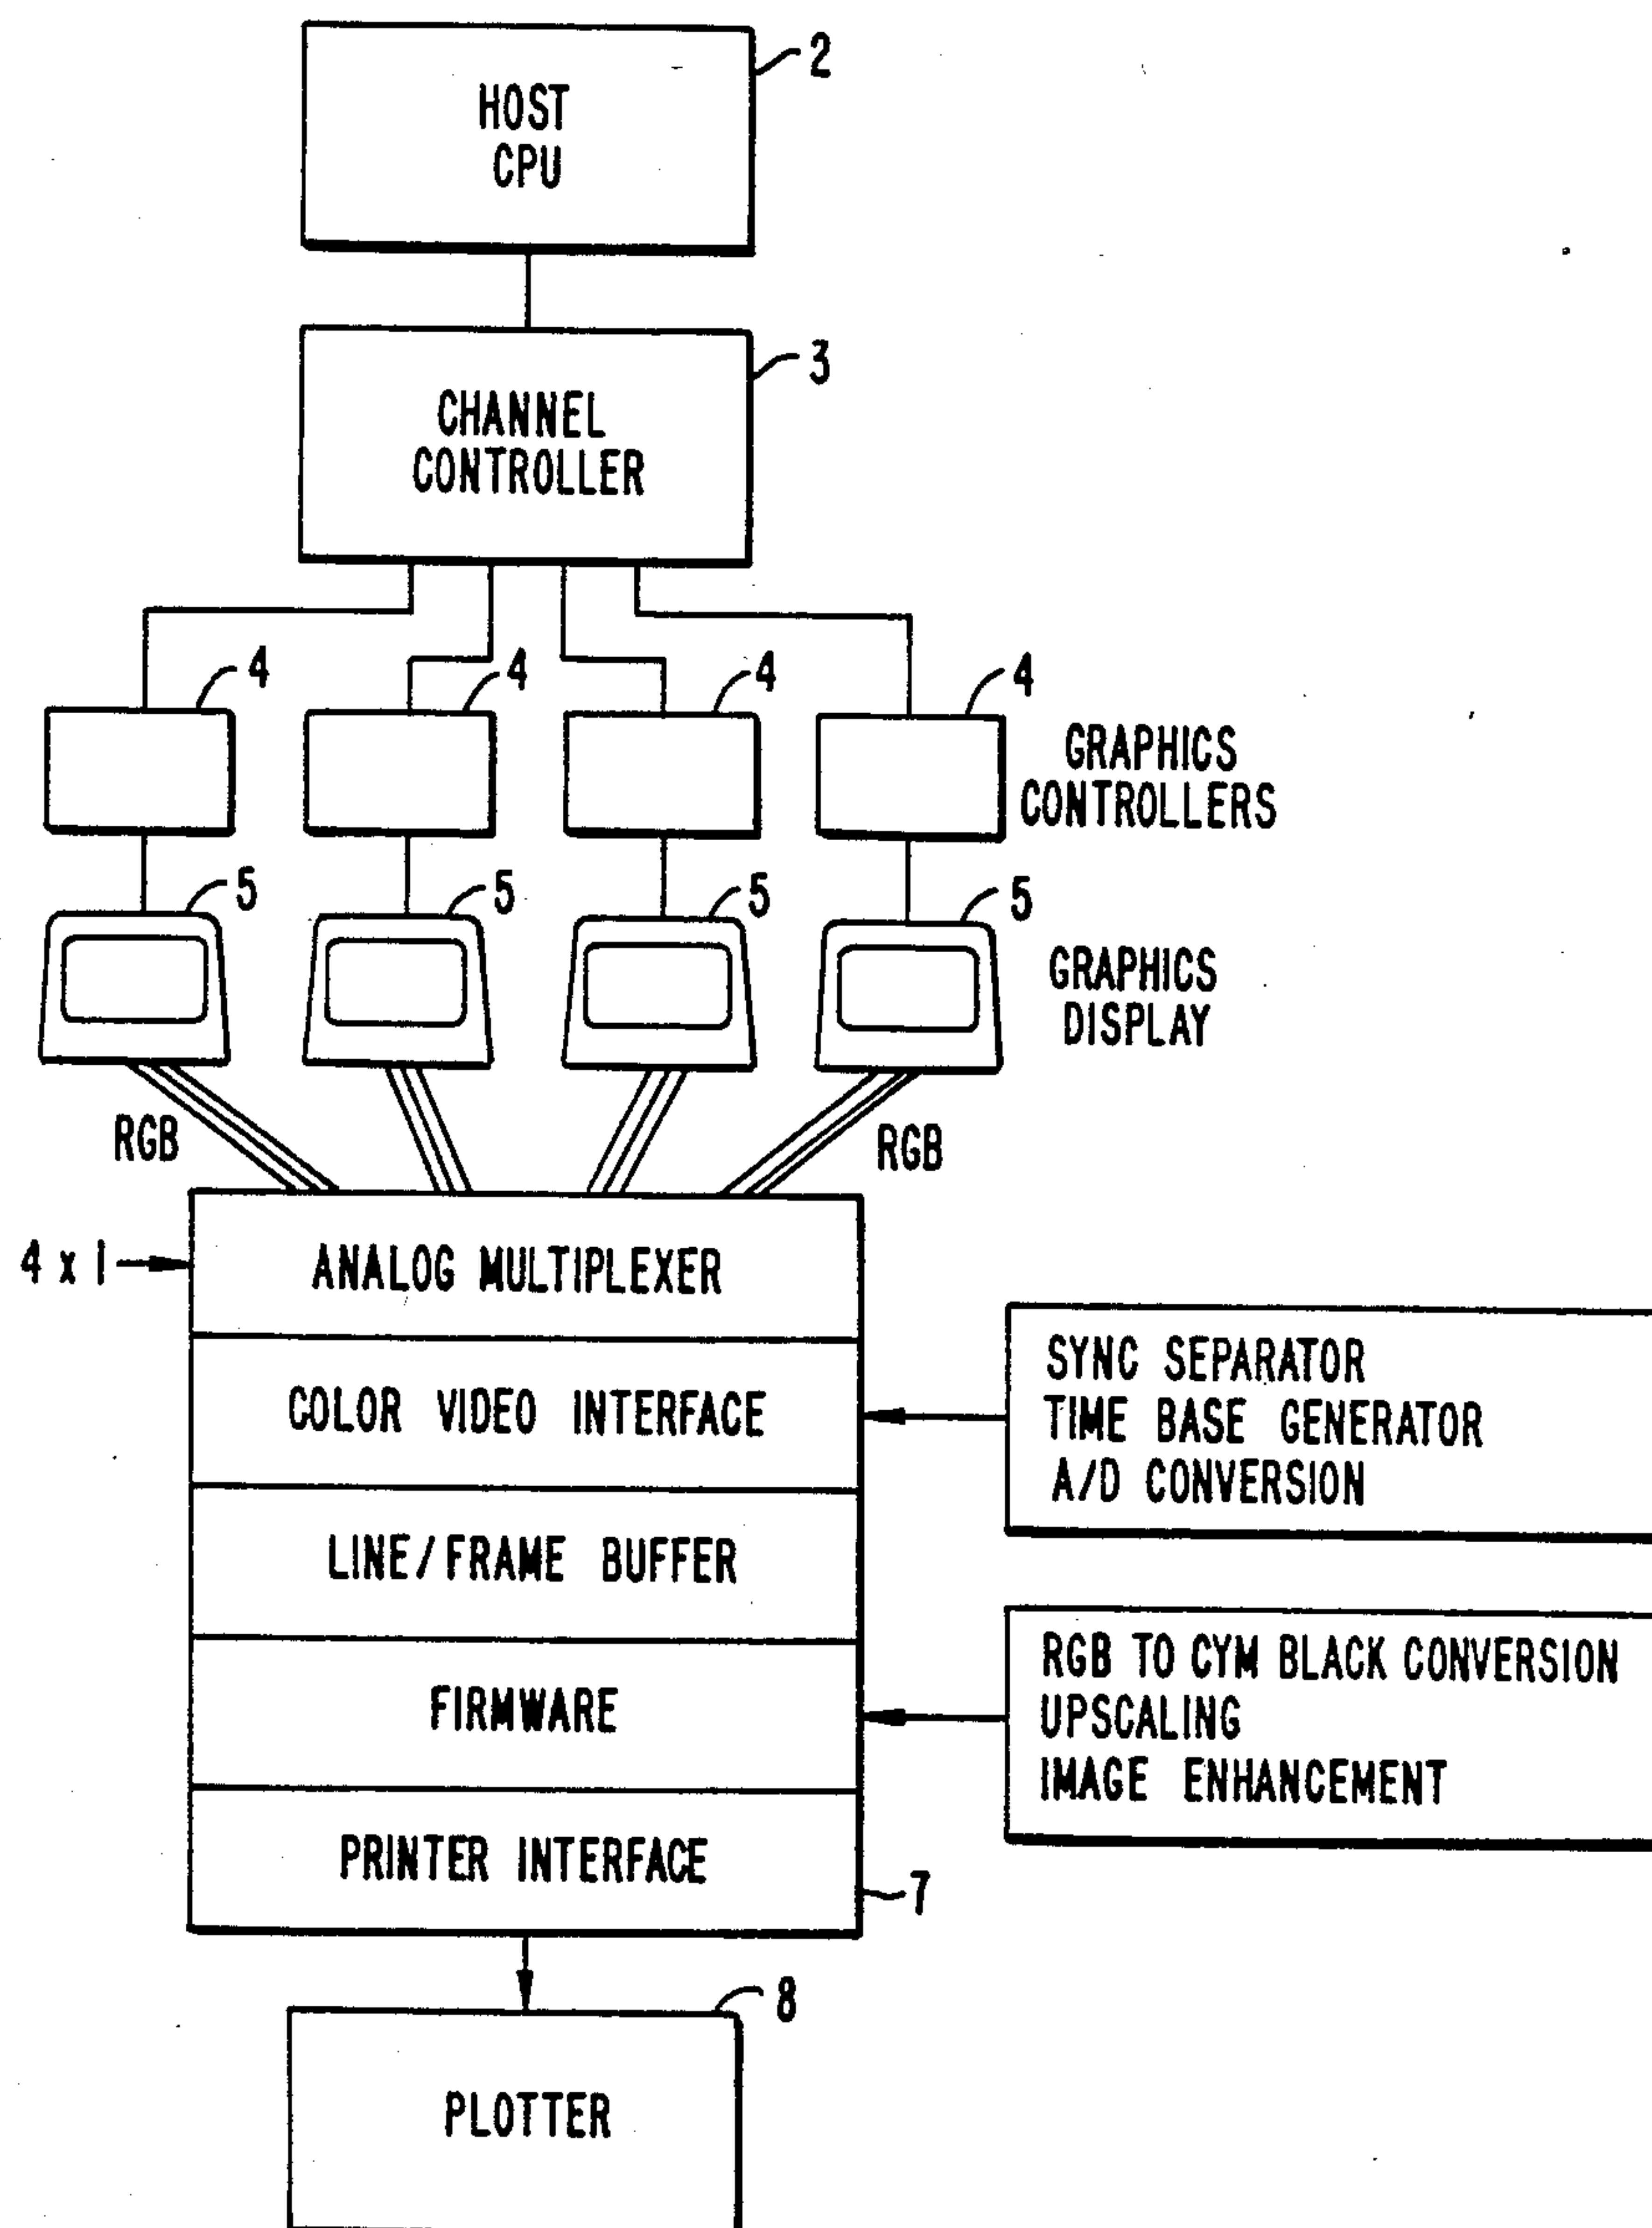 2
HOST
CPU
3
CHANNEL
CONTROLLER
4
4
4
4
GRAPHICS
CONTROLLERS
5
5
5
5
GRAPHICS
DISPLAY
RGB
RGB
4 x 1
ANALOG MULTIPLEXER
COLOR VIDEO INTERFACE
SYNC SEPARATOR
TIME BASE GENERATOR
A/D CONVERSION
LINE/FRAME BUFFER
FIRMWARE
RGB TO CYM BLACK CONVERSION
UPSCALING
IMAGE ENHANCEMENT
PRINTER INTERFACE
7
8
PLOTTER